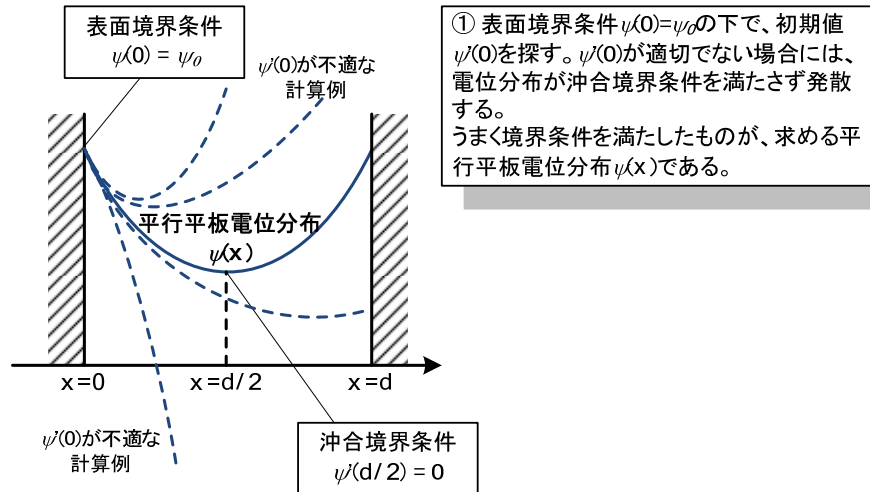 表面境界条件
ψ(0) = ψ₀
ψ'(0)が不適な
計算例
① 表面境界条件ψ(0)=ψ₀の下で、初期値
ψ'(0)を探す。ψ'(0)が適切でない場合には、
電位分布が沖合境界条件を満たさず発散
する。
うまく境界条件を満たしたものが、求める平
行平板電位分布ψ(x)である。
平行平板電位分布
ψ(x)
x=0
x=d/2
x=d
ψ'(0)が不適な
計算例
沖合境界条件
ψ'(d/2) = 0